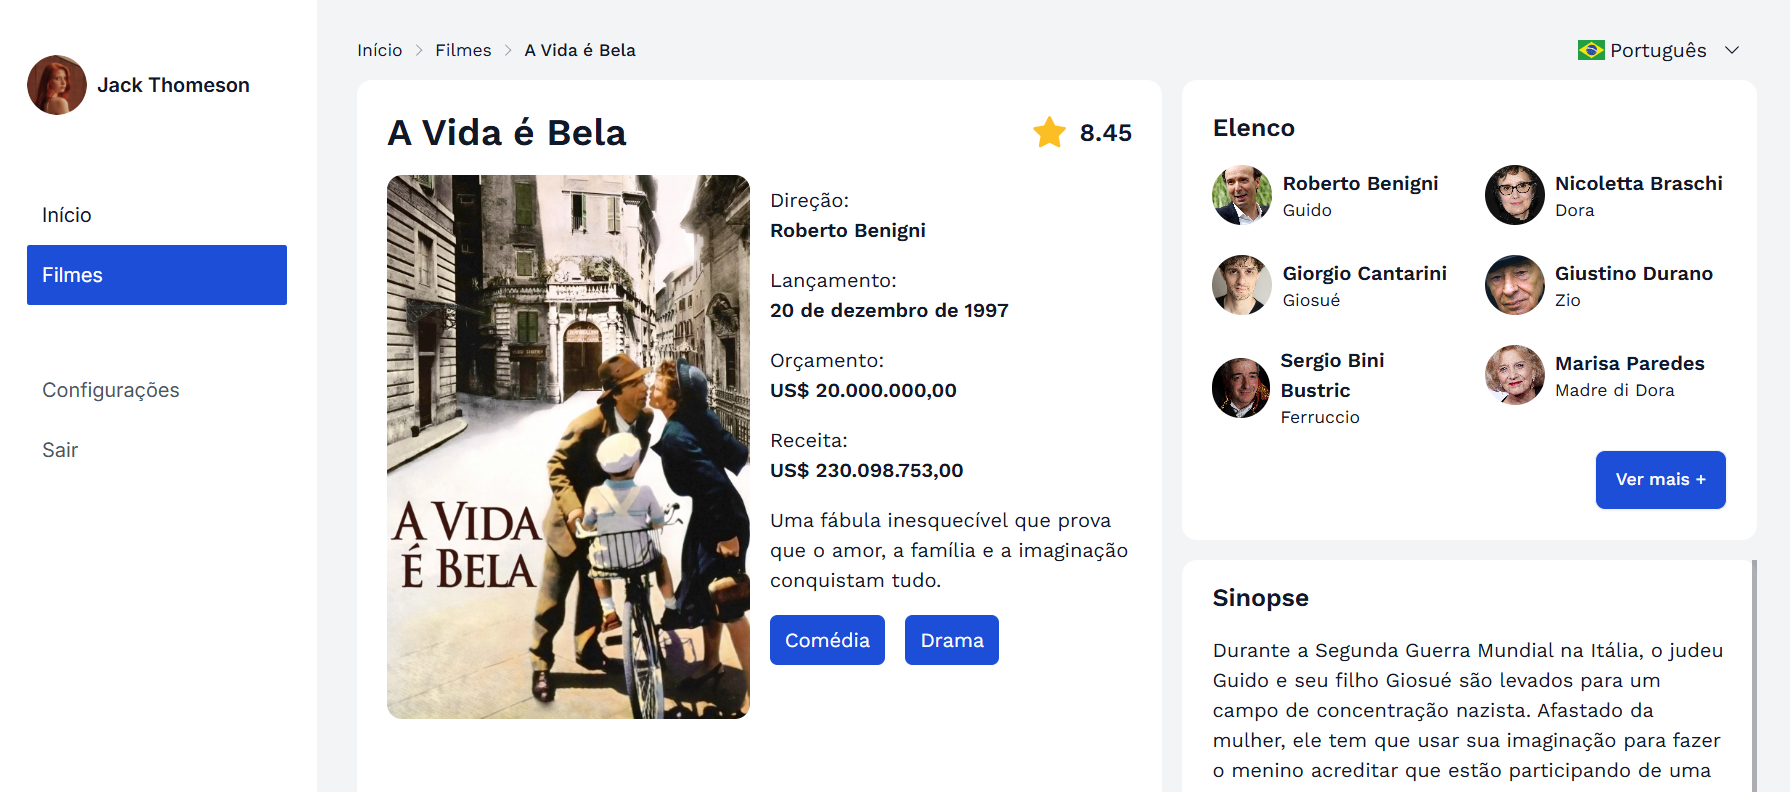 Jack Thomeson
Início
Filmes
Configurações
Sair
Início > Filmes > A Vida é Bela
Português
A Vida é Bela
8.45
A VIDA
É BELA
Direção:
Roberto Benigni
Lançamento:
20 de dezembro de 1997
Orçamento:
US$ 20.000.000,00
Receita:
US$ 230.098.753,00
Uma fábula inesquecível que prova
que o amor, a família e a imaginação
conquistam tudo.
Comédia
Drama
Elenco
Roberto Benigni
Guido
Nicoletta Braschi
Dora
Giorgio Cantarini
Giosué
Giustino Durano
Zio
Sergio Bini
Bustric
Ferruccio
Marisa Paredes
Madre di Dora
Ver mais +
Sinopse
Durante a Segunda Guerra Mundial na Itália, o judeu
Guido e seu filho Giosué são levados para um
campo de concentração nazista. Afastado da
mulher, ele tem que usar sua imaginação para fazer
o menino acreditar que estão participando de uma